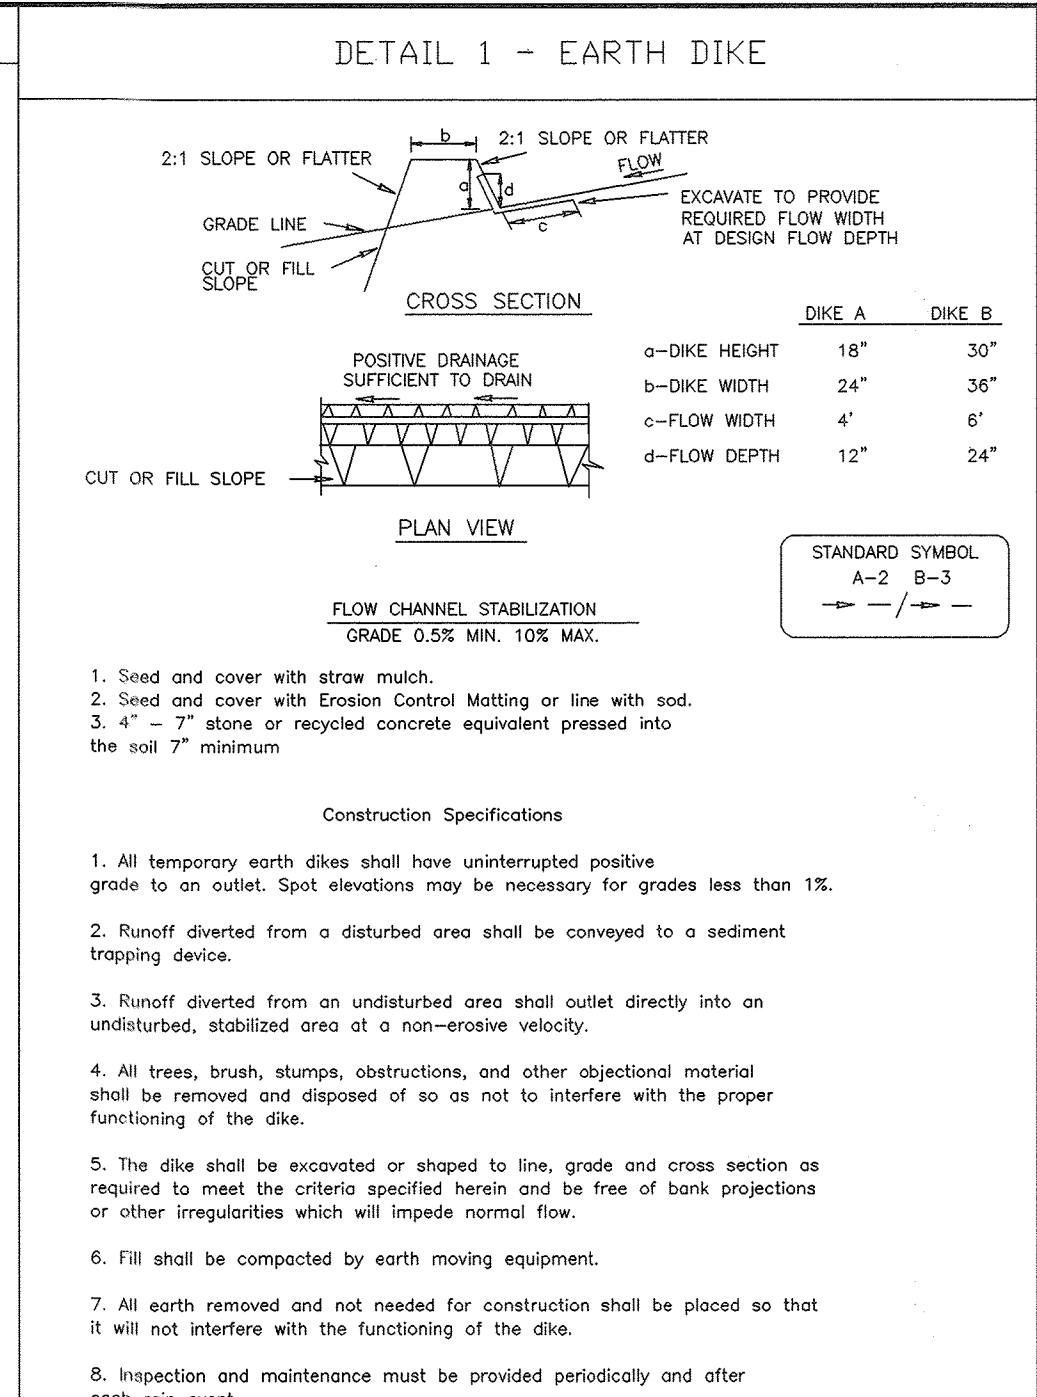 DETAIL 1 - EARTH DIKE
b
2:1 SLOPE OR FLATTER
2:1 SLOPE OR FLATTER
FLOW
a
d
EXCAVATE TO PROVIDE
REQUIRED FLOW WIDTH
AT DESIGN FLOW DEPTH
GRADE LINE
c
CUT OR FILL
SLOPE
CROSS SECTION
DIKE A DIKE B
a-DIKE HEIGHT 18" 30"
b-DIKE WIDTH 24" 36"
c-FLOW WIDTH 4' 6'
d-FLOW DEPTH 12" 24"
POSITIVE DRAINAGE
SUFFICIENT TO DRAIN
CUT OR FILL SLOPE
PLAN VIEW
STANDARD SYMBOL
A-2 B-3
FLOW CHANNEL STABILIZATION
GRADE 0.5% MIN. 10% MAX.
1. Seed and cover with straw mulch.
2. Seed and cover with Erosion Control Matting or line with sod.
3. 4" - 7" stone or recycled concrete equivalent pressed into
the soil 7" minimum
Construction Specifications
1. All temporary earth dikes shall have uninterrupted positive
grade to an outlet. Spot elevations may be necessary for grades less than 1%.
2. Runoff diverted from a disturbed area shall be conveyed to a sediment
trapping device.
3. Runoff diverted from an undisturbed area shall outlet directly into an
undisturbed, stabilized area at a non-erosive velocity.
4. All trees, brush, stumps, obstructions, and other objectional material
shall be removed and disposed of so as not to interfere with the proper
functioning of the dike.
5. The dike shall be excavated or shaped to line, grade and cross section as
required to meet the criteria specified herein and be free of bank projections
or other irregularities which will impede normal flow.
6. Fill shall be compacted by earth moving equipment.
7. All earth removed and not needed for construction shall be placed so that
it will not interfere with the functioning of the dike.
8. Inspection and maintenance must be provided periodically and after